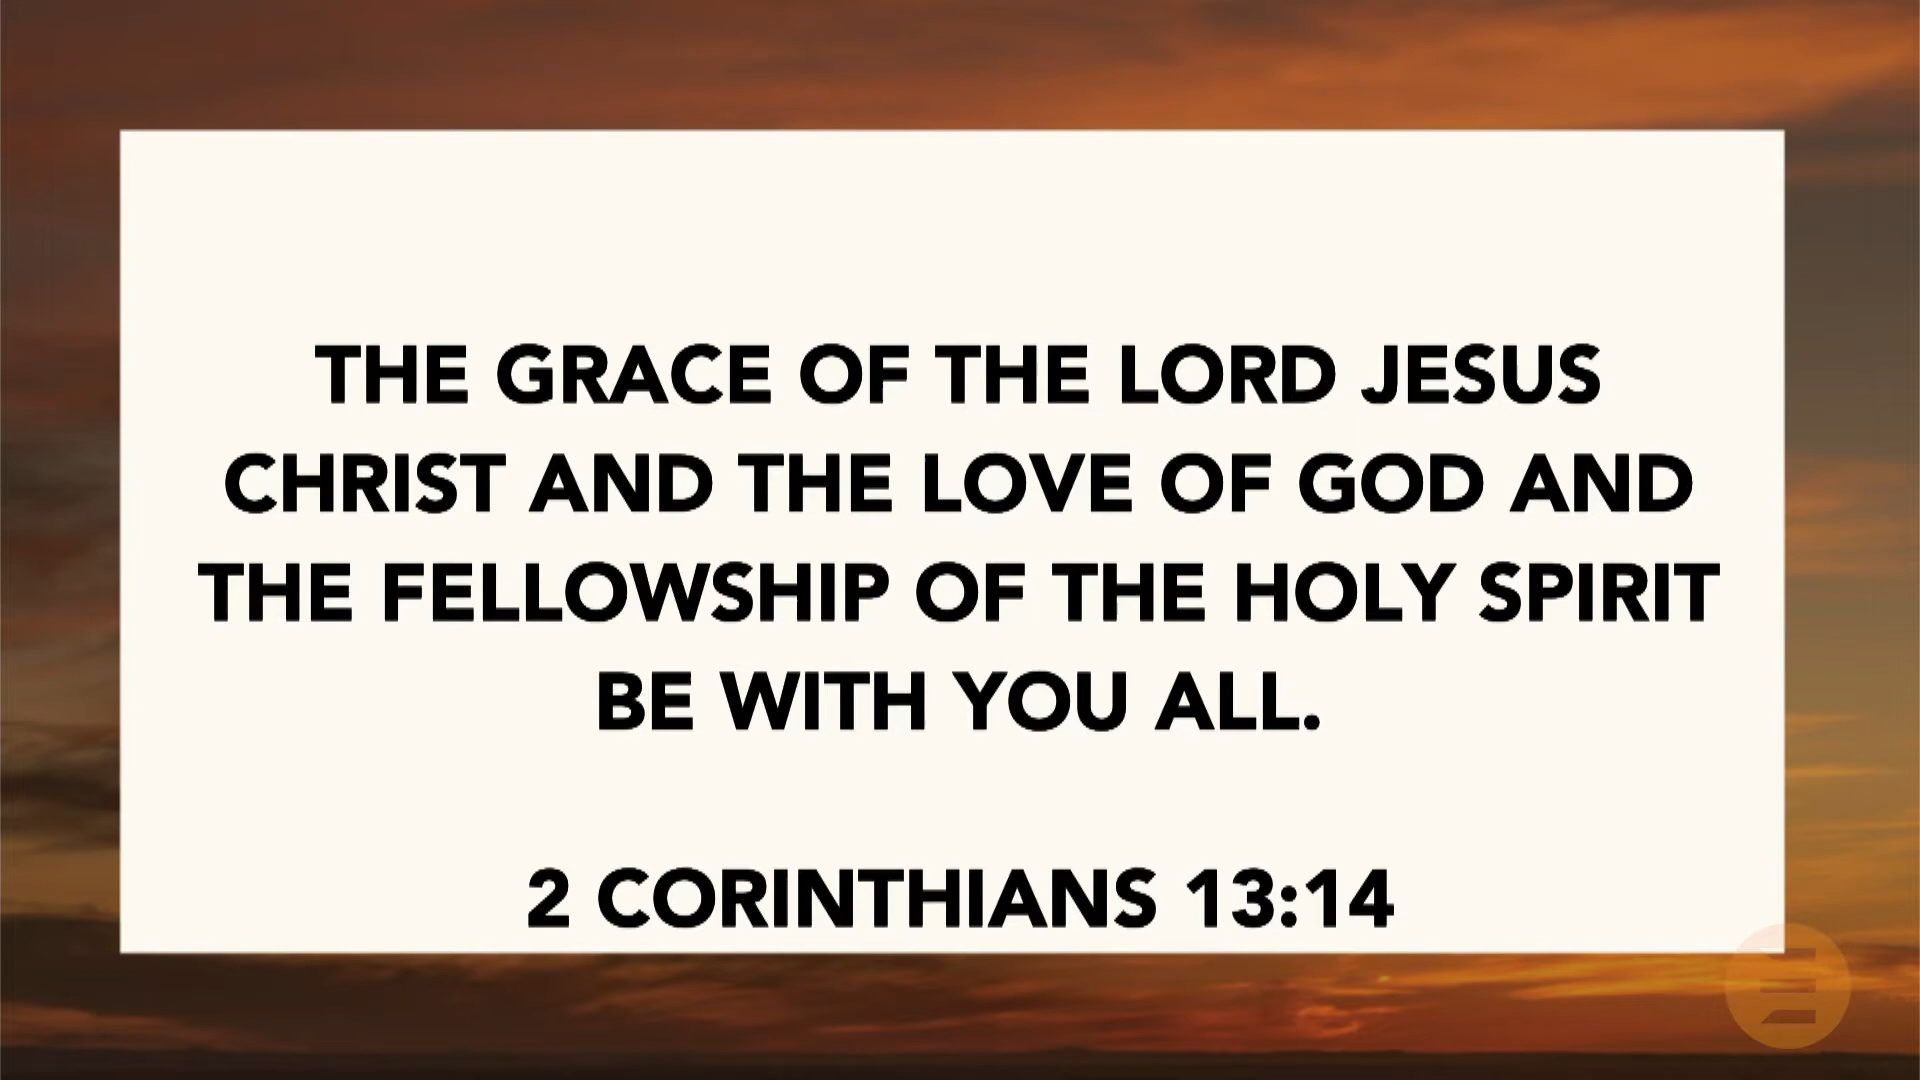 THE GRACE OF THE LORD JESUS
CHRIST AND THE LOVE OF GOD AND
THE FELLOWSHIP OF THE HOLY SPIRIT
BE WITH YOU ALL.
2 CORINTHIANS 13:14